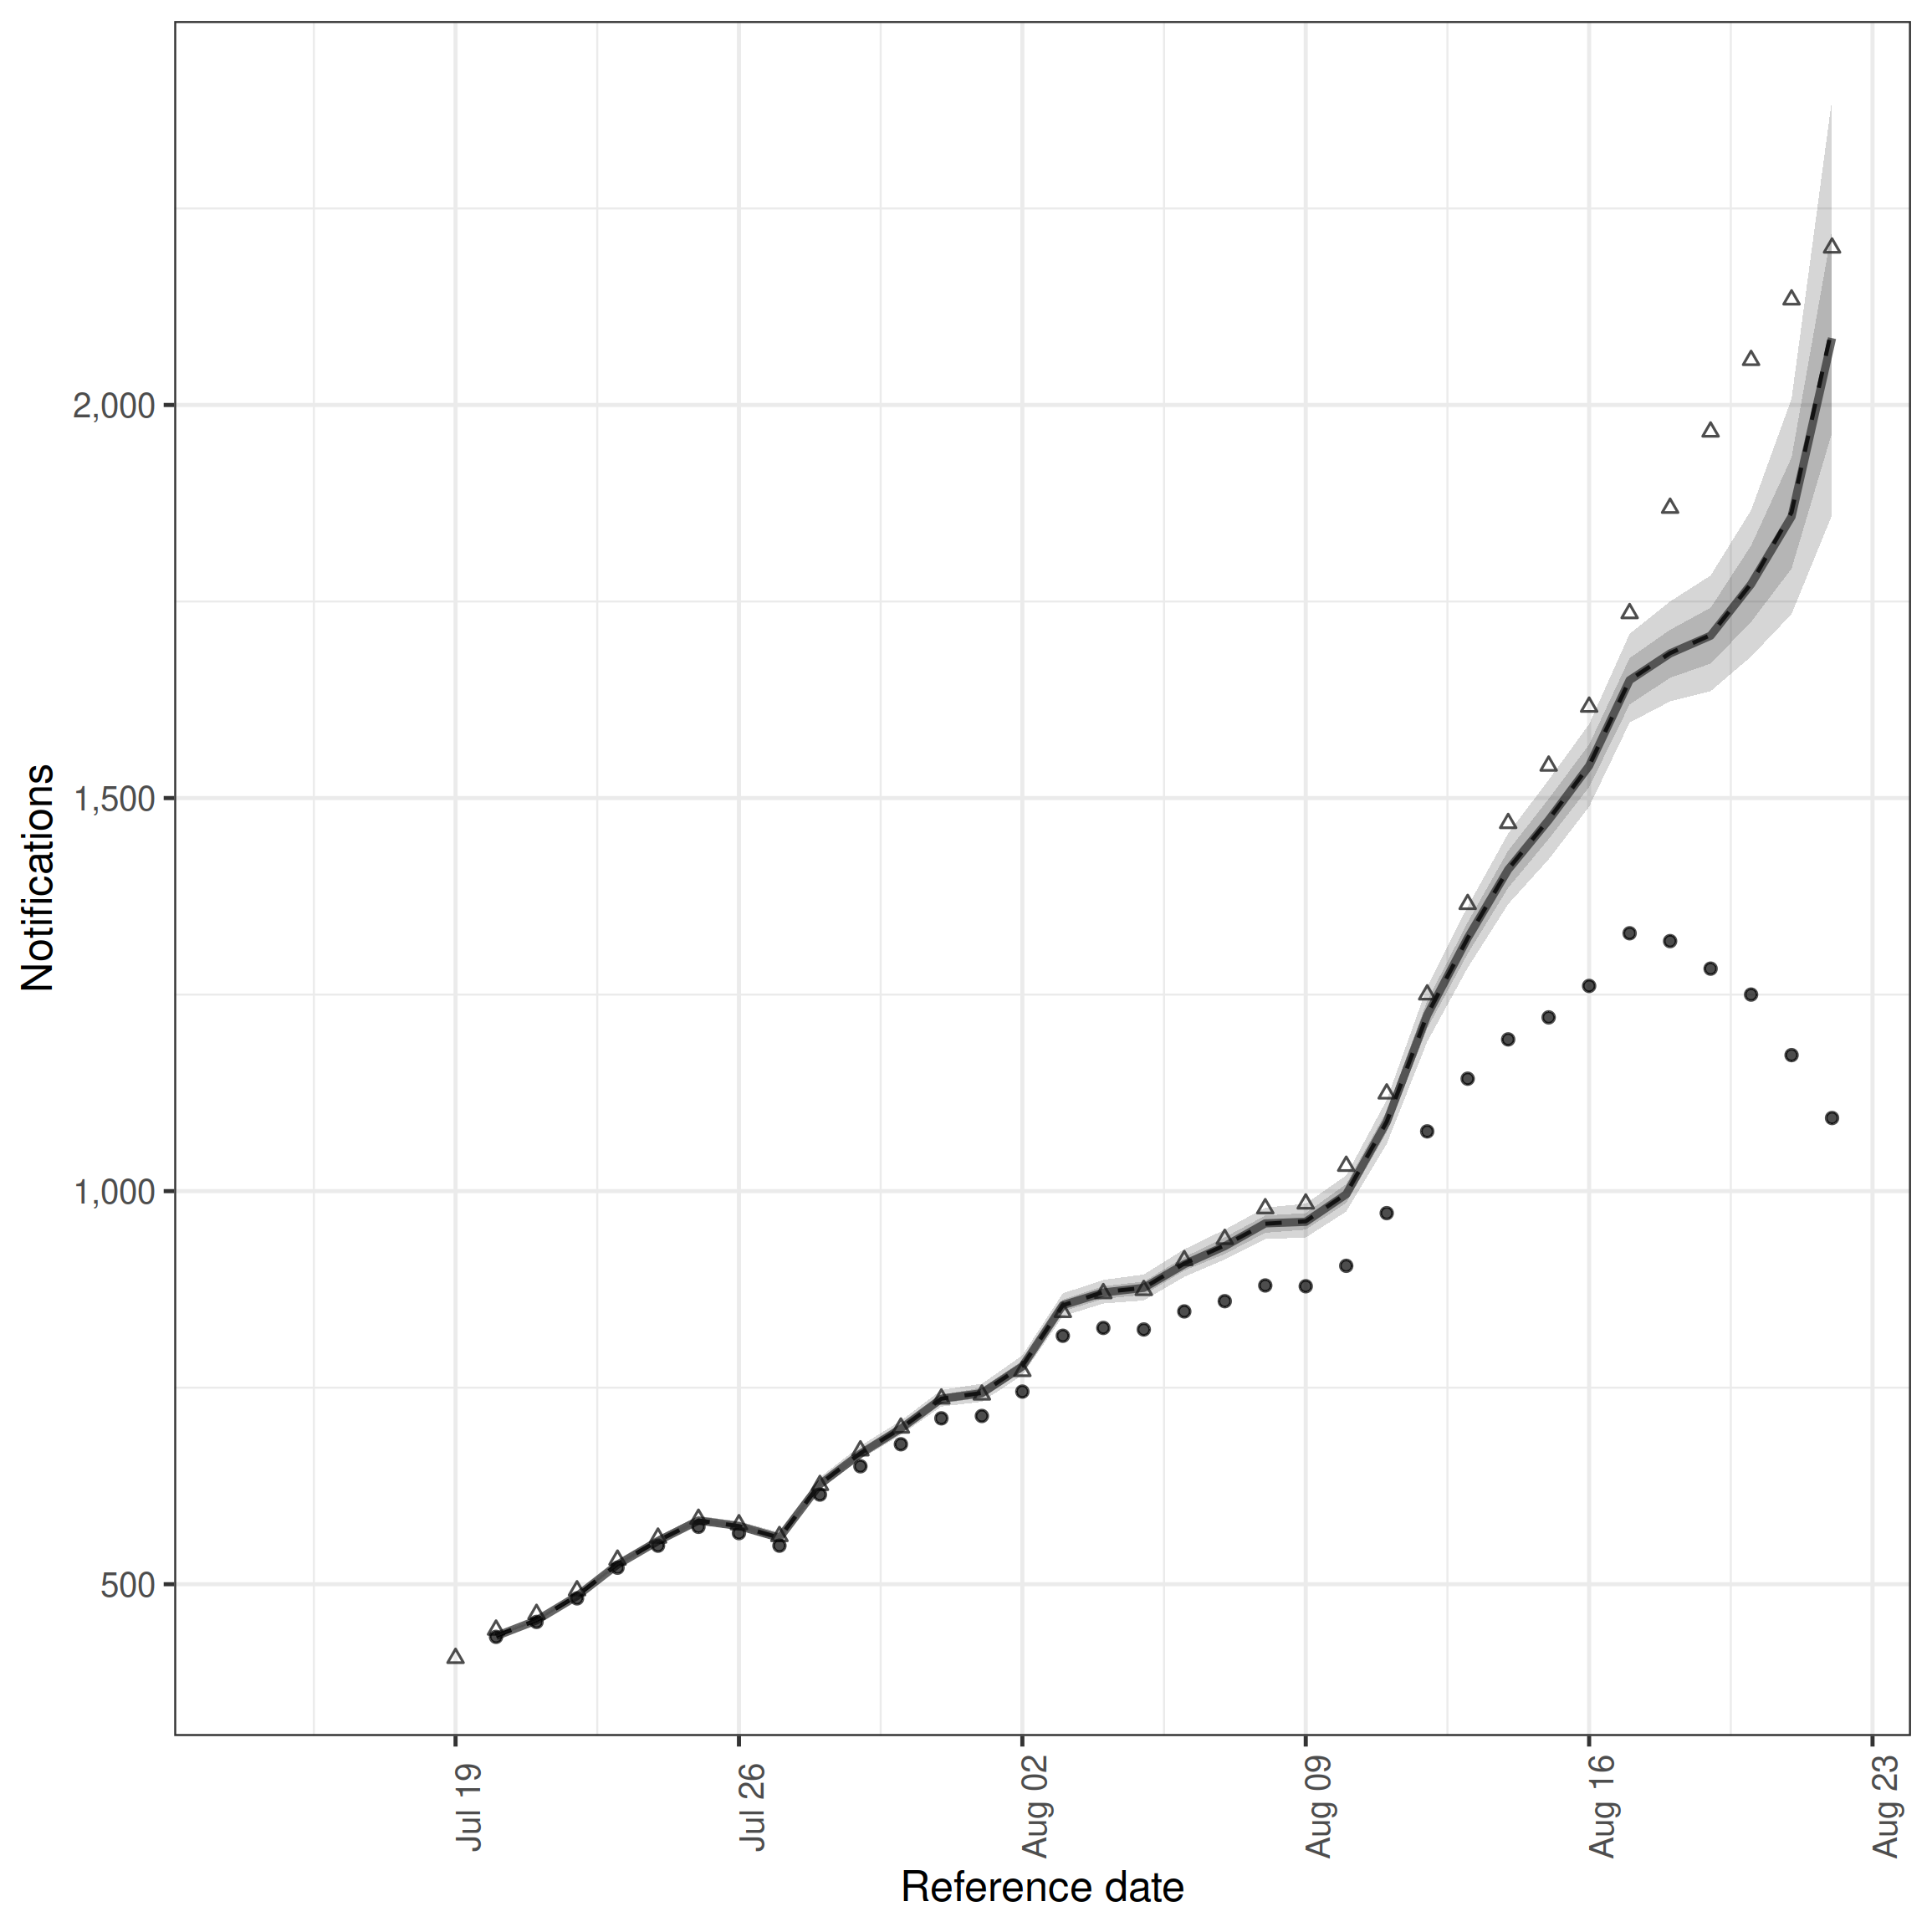 Notifications
2,000
1,500
1,000
500
Jul 19
Jul 26
Aug 02
Aug 09
Aug 16
Aug 23
Reference date